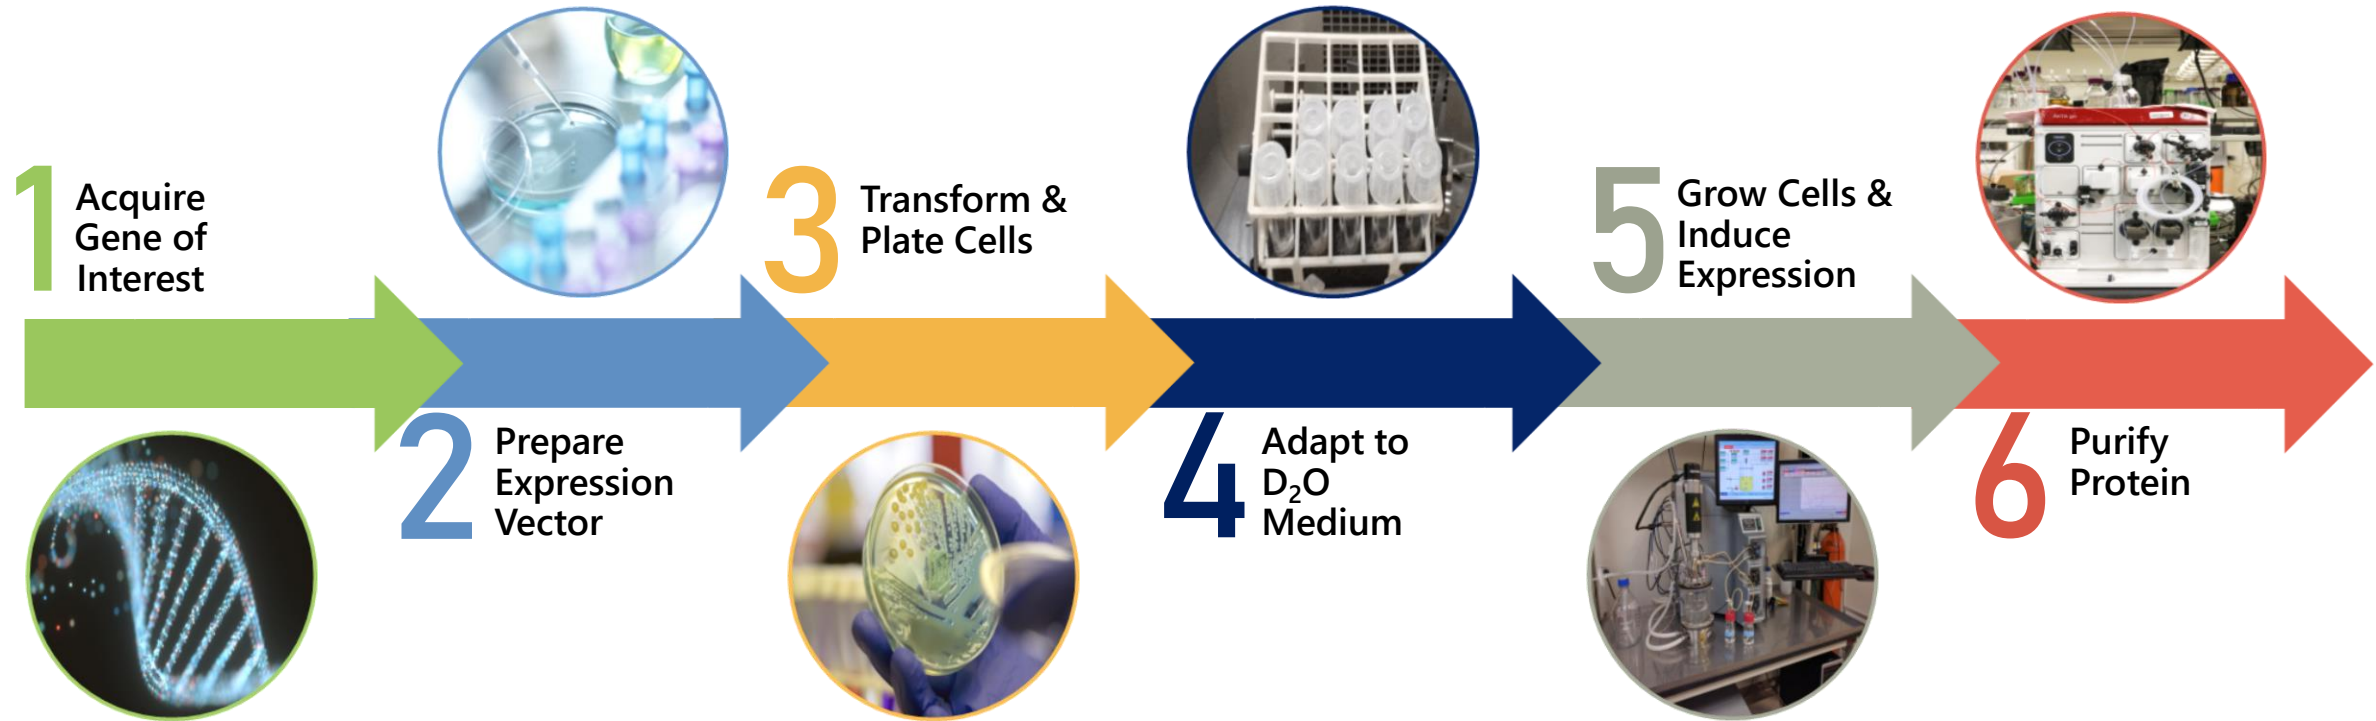 1
Acquire
Gene of
Interest
2
Prepare
Expression
Vector
3
Transform &
Plate Cells
4
Adapt to
D₂O
Medium
5
Grow Cells &
Induce
Expression
6
Purify
Protein